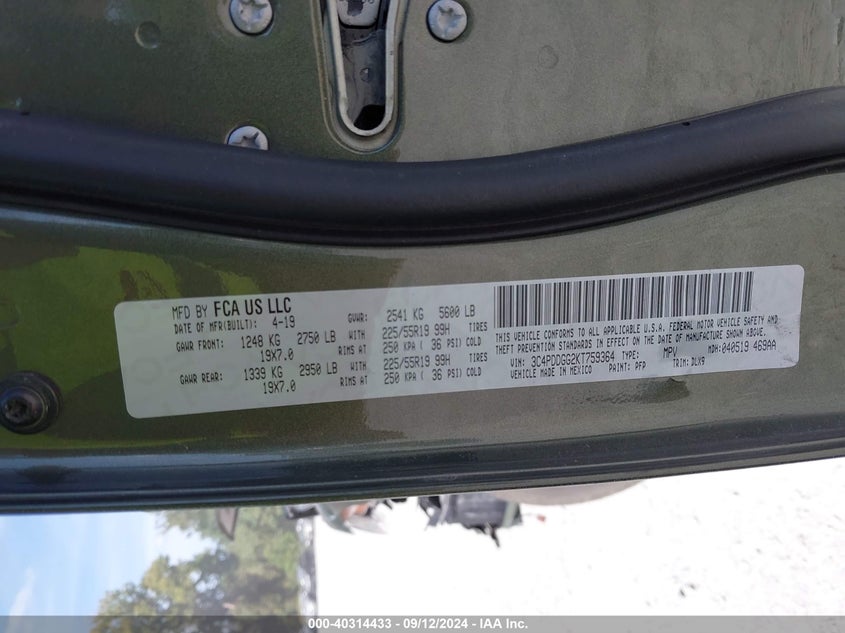 MFD BY FCA US LLC
DATE OF MFR(BUILT): 4-19 GVWR: 2541 KG 5600 LB
GAWR FRONT: 1248 KG 2750 LB WITH 225/55R19 99H TIRES
19X7.0 RIMS AT 250 KPA ( 36 PSI) COLD
GAWR REAR: 1339 KG 2950 LB WITH 225/55R19 99H TIRES
19X7.0 RIMS AT 250 KPA ( 36 PSI) COLD
THIS VEHICLE CONFORMS TO ALL APPLICABLE U.S.A. FEDERAL MOTOR VEHICLE SAFETY AND
THEFT PREVENTION STANDARDS IN EFFECT ON THE DATE OF MANUFACTURE SHOWN ABOVE.
VIN: 3C4PDDGG2KT759364 TYPE: MPV MDH: 040519 469AA
VEHICLE MADE IN MEXICO PAINT: PFP TRIM: DLX9
000-40314433 - 09/12/2024 - IAA Inc.